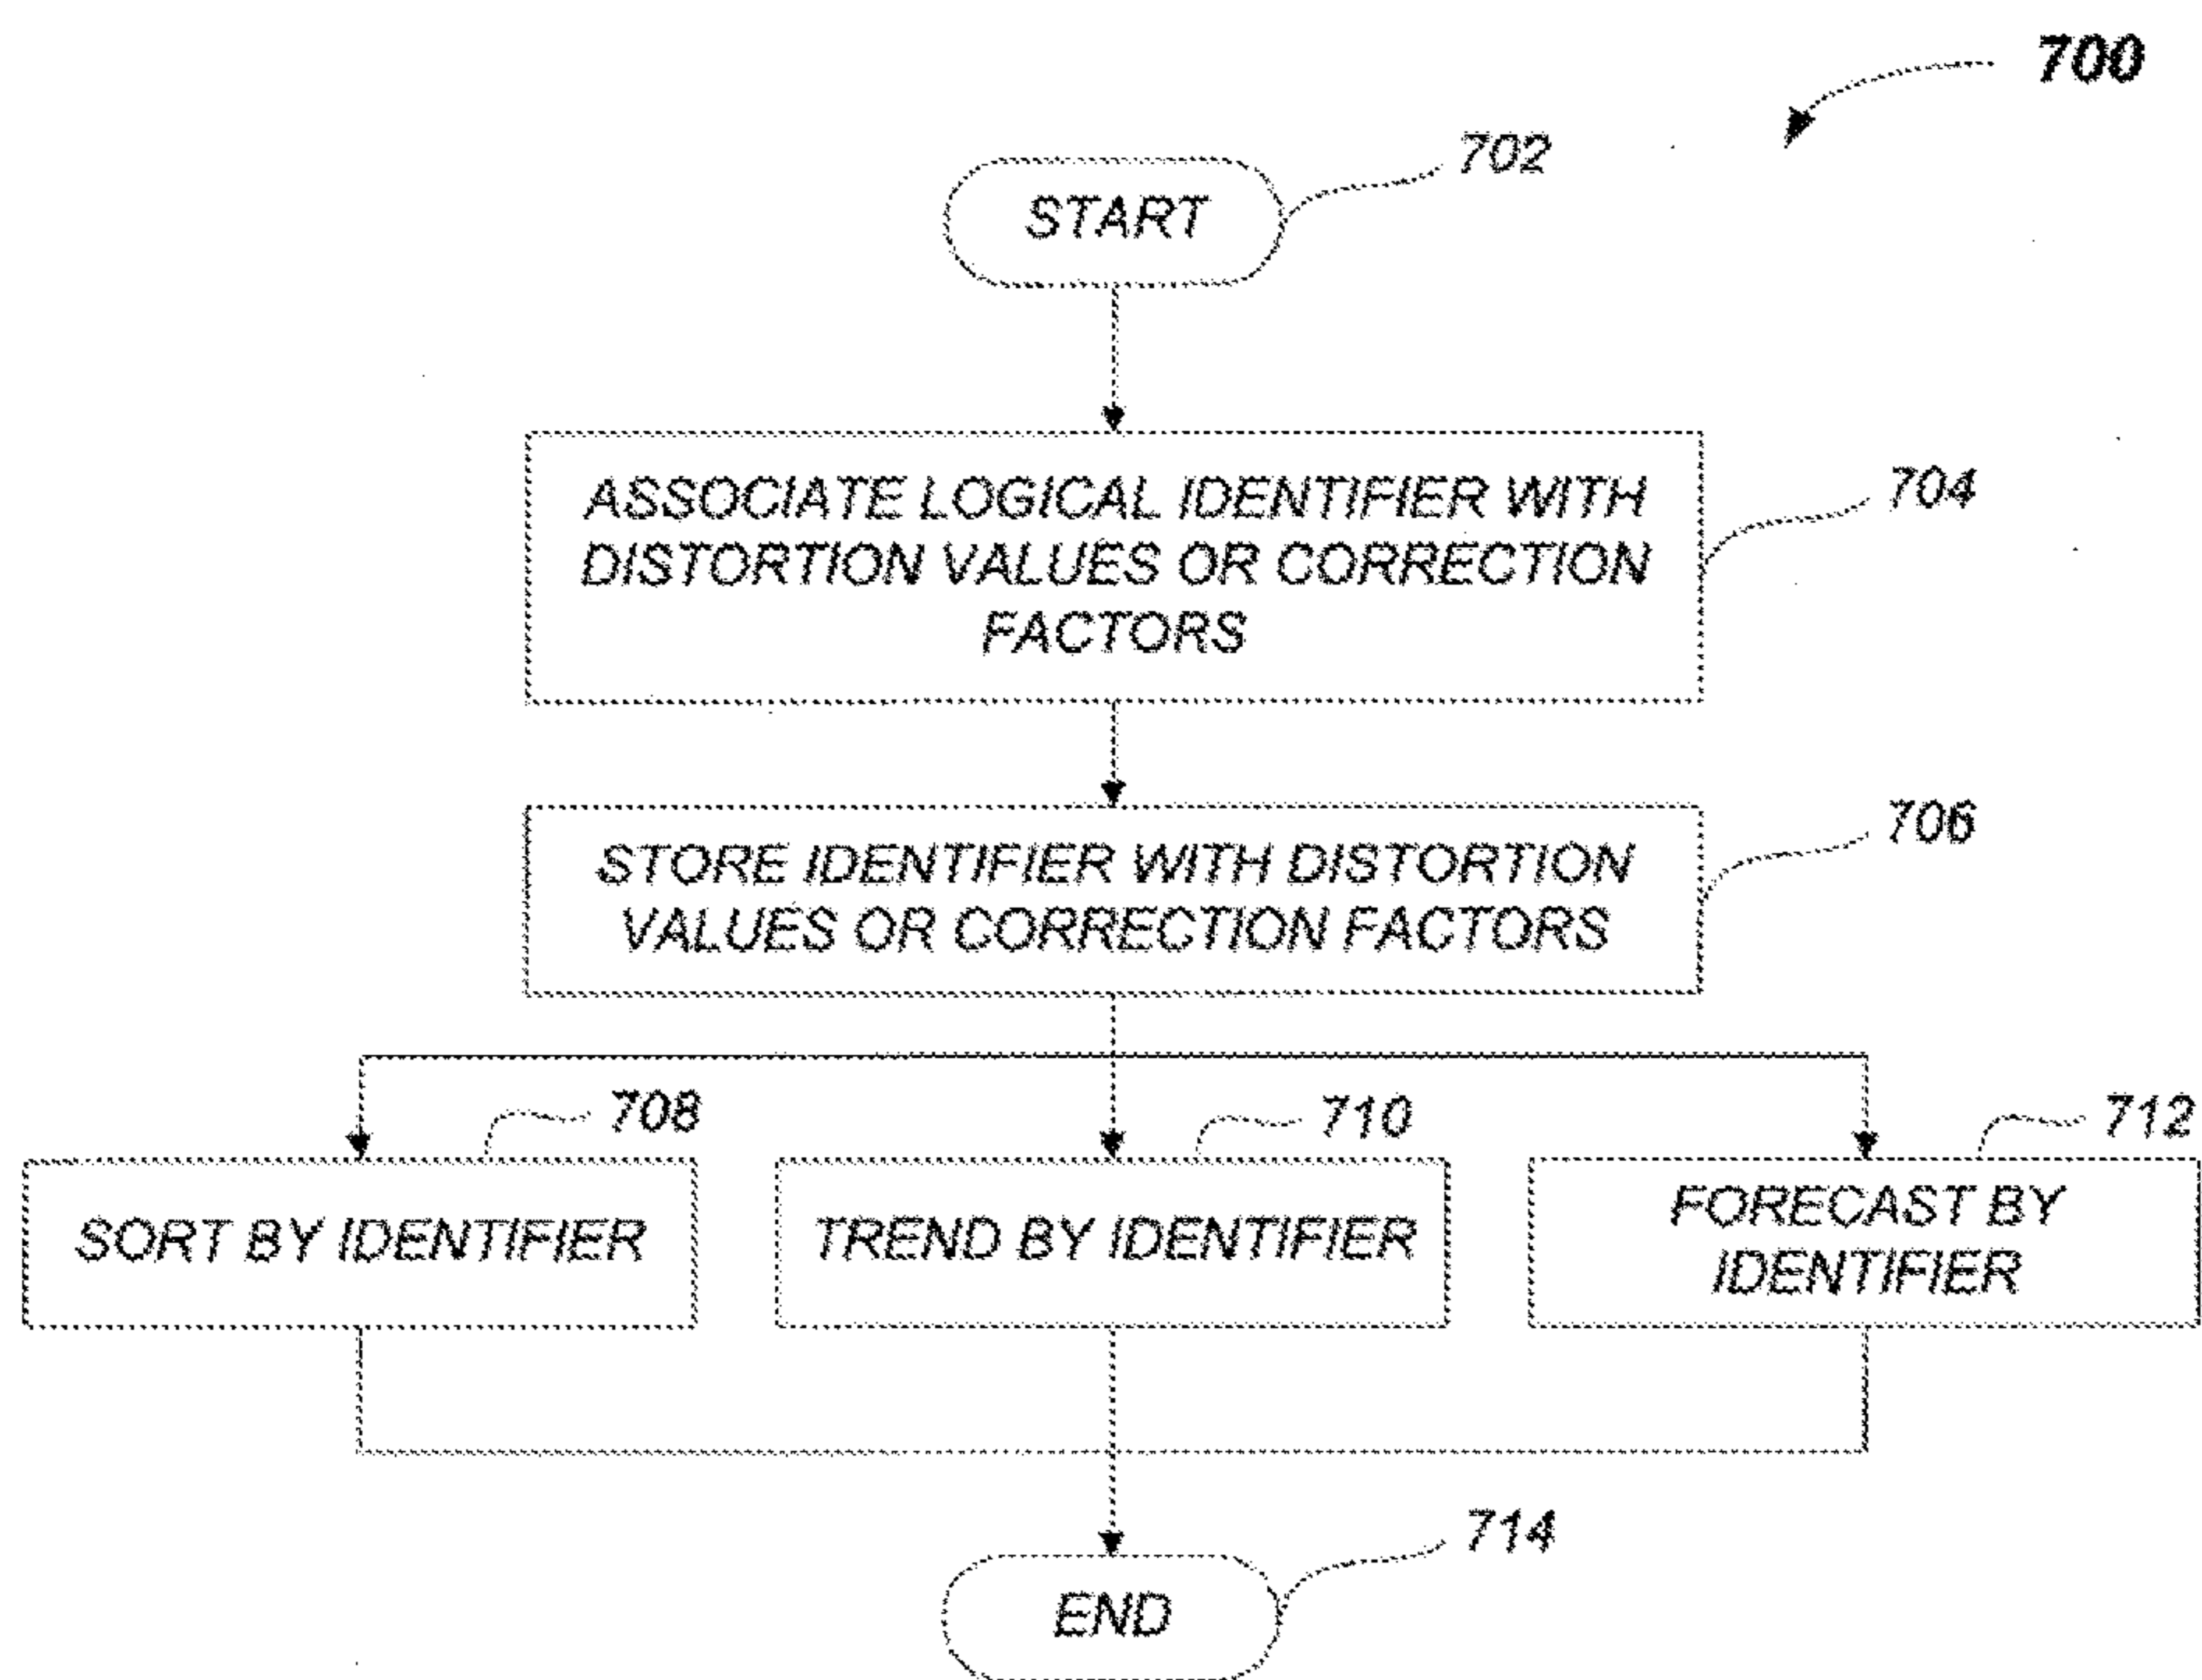 700
702
START
704
ASSOCIATE LOGICAL IDENTIFIER WITH
DISTORTION VALUES OR CORRECTION
FACTORS
706
STORE IDENTIFIER WITH DISTORTION
VALUES OR CORRECTION FACTORS
708
SORT BY IDENTIFIER
710
TREND BY IDENTIFIER
712
FORECAST BY
IDENTIFIER
714
END